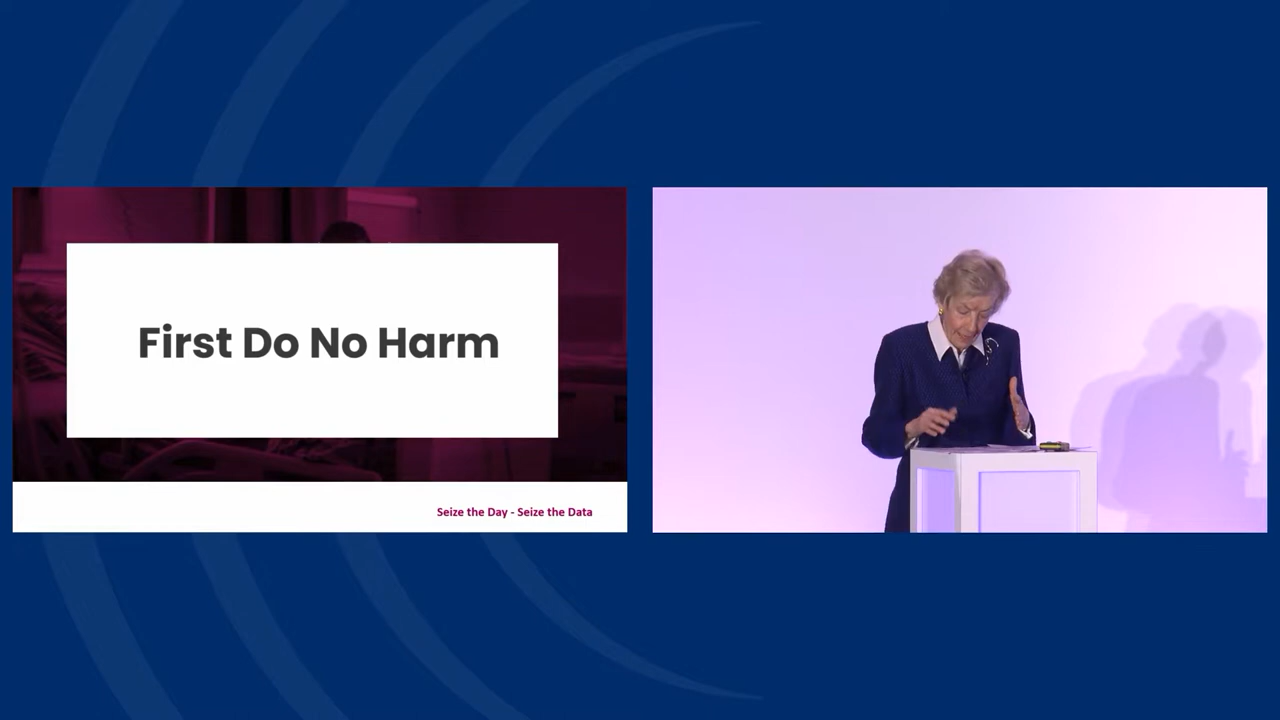 First Do No Harm
Seize the Day - Seize the Data